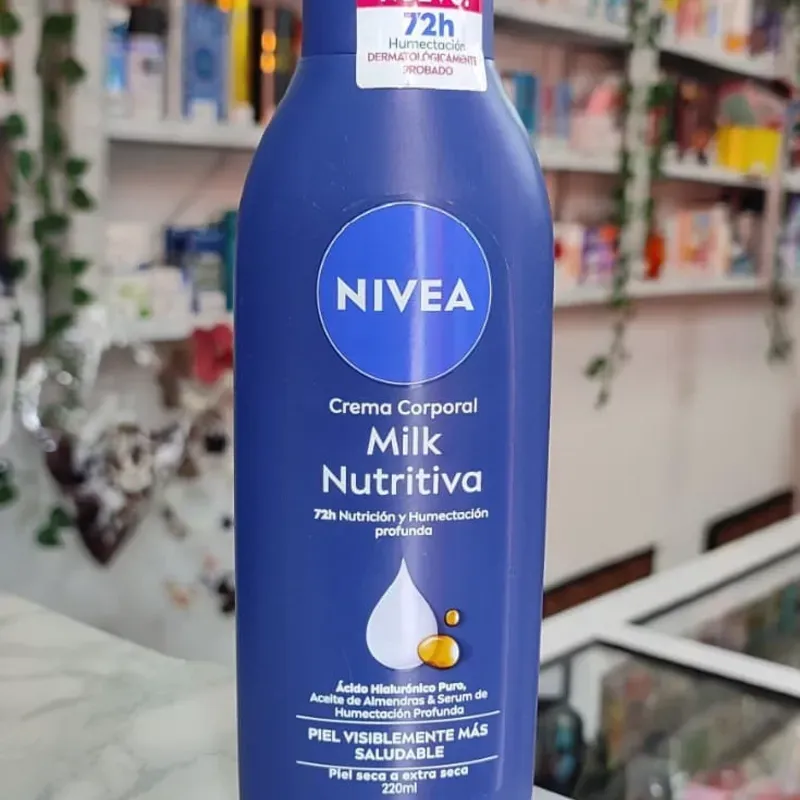 NUEVO!
72h
Humectación
DERMATOLÓGICAMENTE
PROBADO
NIVEA
Crema Corporal
Milk
Nutritiva
72h Nutrición y Humectación
profunda
Ácido Hialurónico Puro,
Aceite de Almendras & Serum de
Humectación Profunda
PIEL VISIBLEMENTE MÁS
SALUDABLE
Piel seca a extra seca
220ml